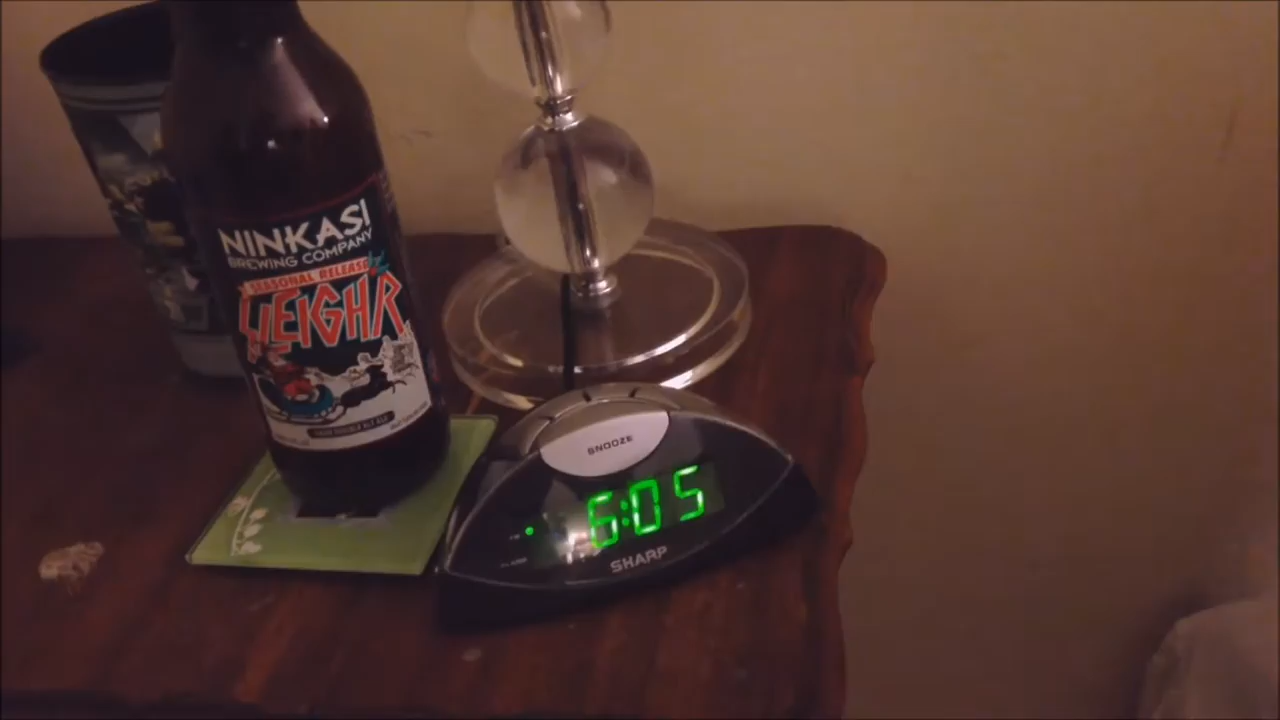 NINKASI
BREWING COMPANY
SEASONAL RELEASE
SLEIGH'R
SNOOZE
6:05
SHARP